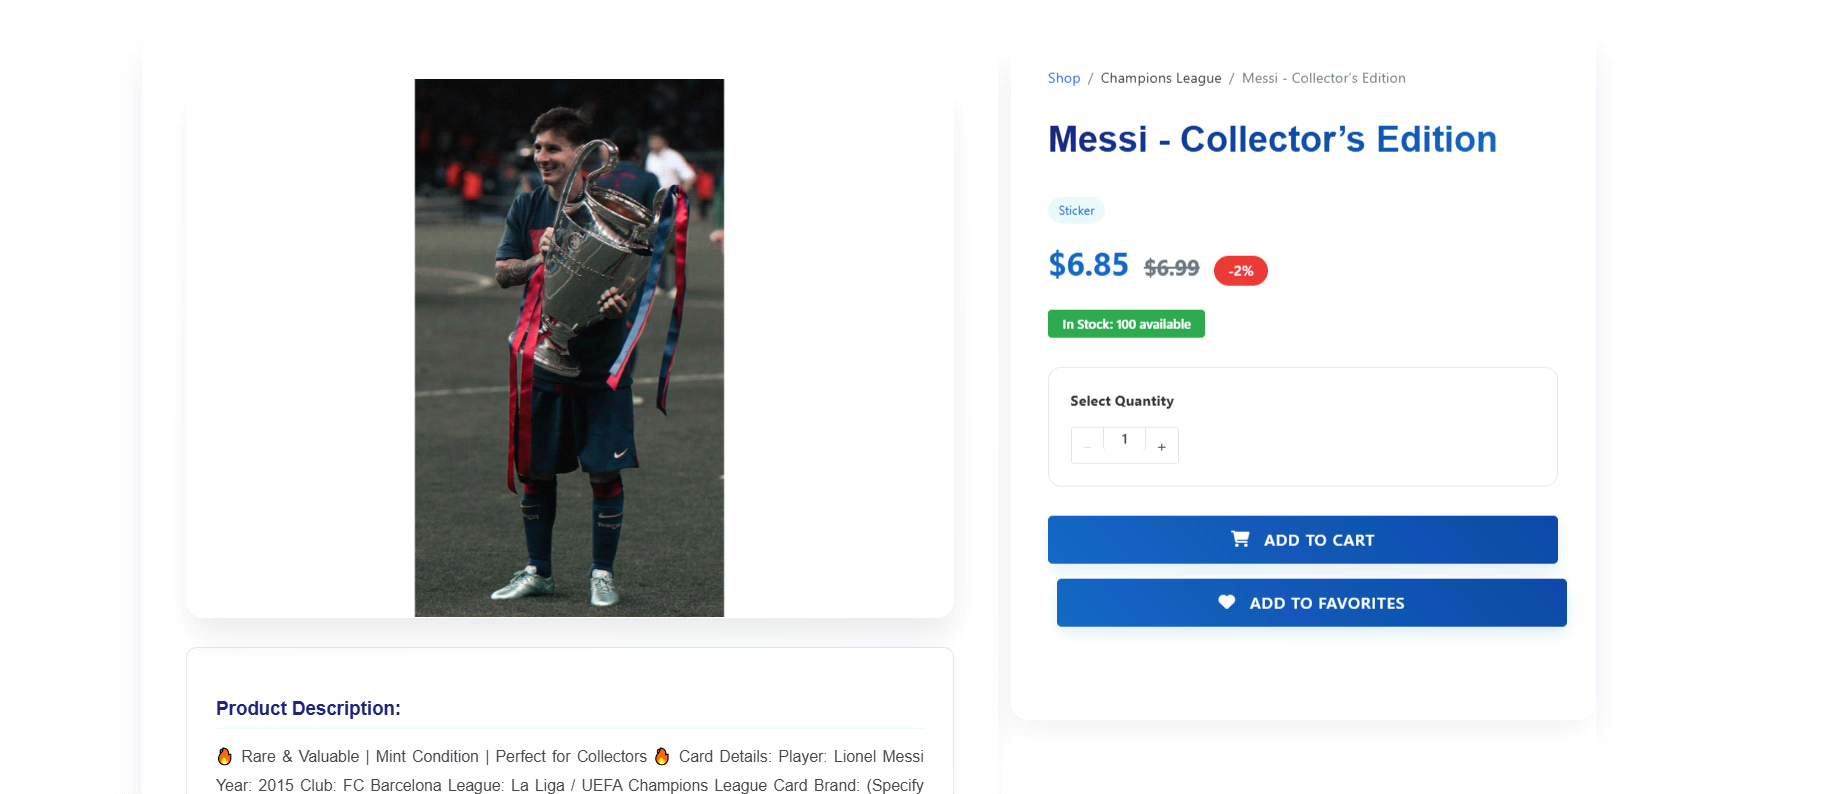 Shop / Champions League / Messi - Collector’s Edition
Messi - Collector’s Edition
Sticker
$6.85 $6.99 -2%
In Stock: 100 available
Select Quantity
− 1 +
ADD TO CART
ADD TO FAVORITES
Product Description:
🔥 Rare & Valuable | Mint Condition | Perfect for Collectors 🔥 Card Details: Player: Lionel Messi
Year: 2015 Club: FC Barcelona League: La Liga / UEFA Champions League Card Brand: (Specify